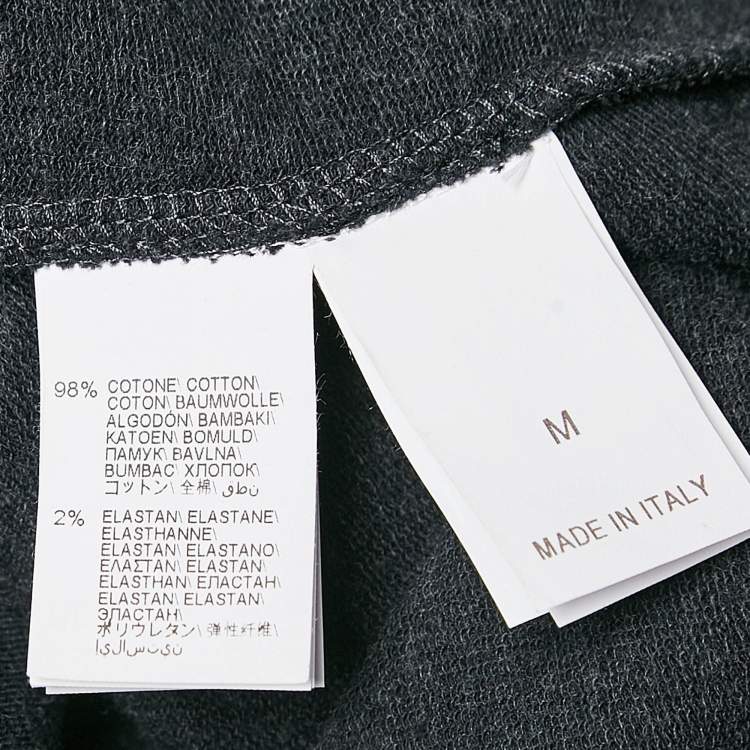 98% COTONE\ COTTON\
COTON\ BAUMWOLLE\
ALGODÓN\ BAMBAKI\
KATOEN\ BOMULD\
ПАМУК\ BAVLNA\
BUMBAC\ ХЛОПОК\
コットン\ 全棉\ قطن
2% ELASTAN\ ELASTANE\
ELASTHANNE\
ELASTAN\ ELASTANO\
ΕΛΑΣΤΑΝ\ ELASTAN\
ELASTHAN\ ЕЛАСТАН\
ELASTAN\ ELASTAN\
ЭЛАСТАН\
ポリウレタン\ 弾性纤维\
إيلاستين\
M
MADE IN ITALY